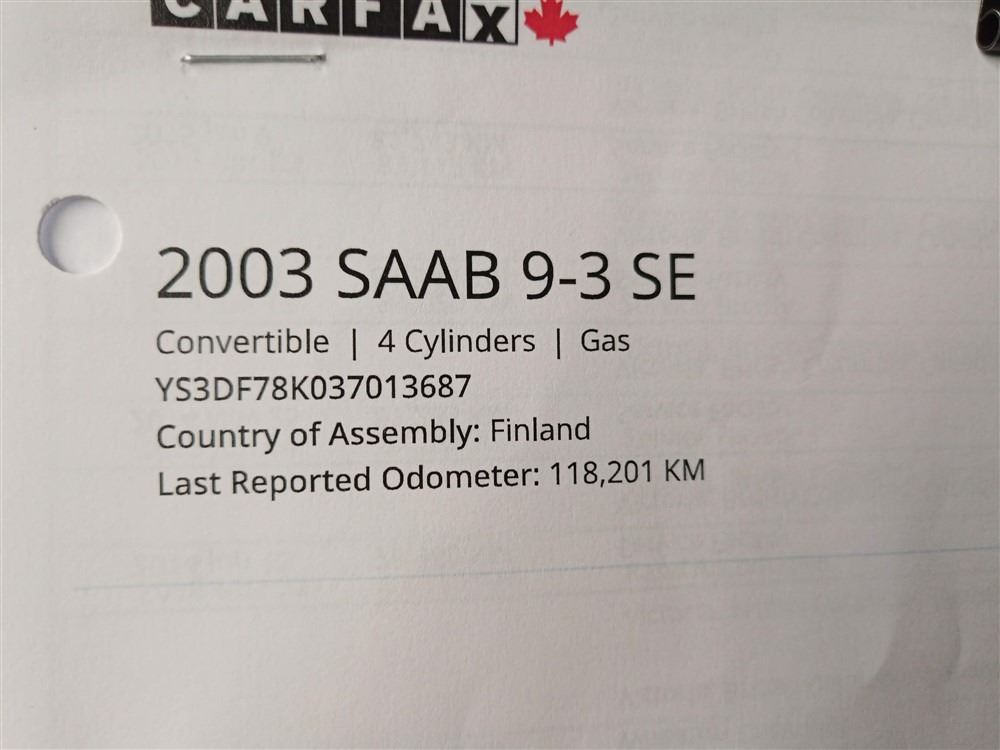 CARFAX
2003 SAAB 9-3 SE
Convertible | 4 Cylinders | Gas
YS3DF78K037013687
Country of Assembly: Finland
Last Reported Odometer: 118,201 KM